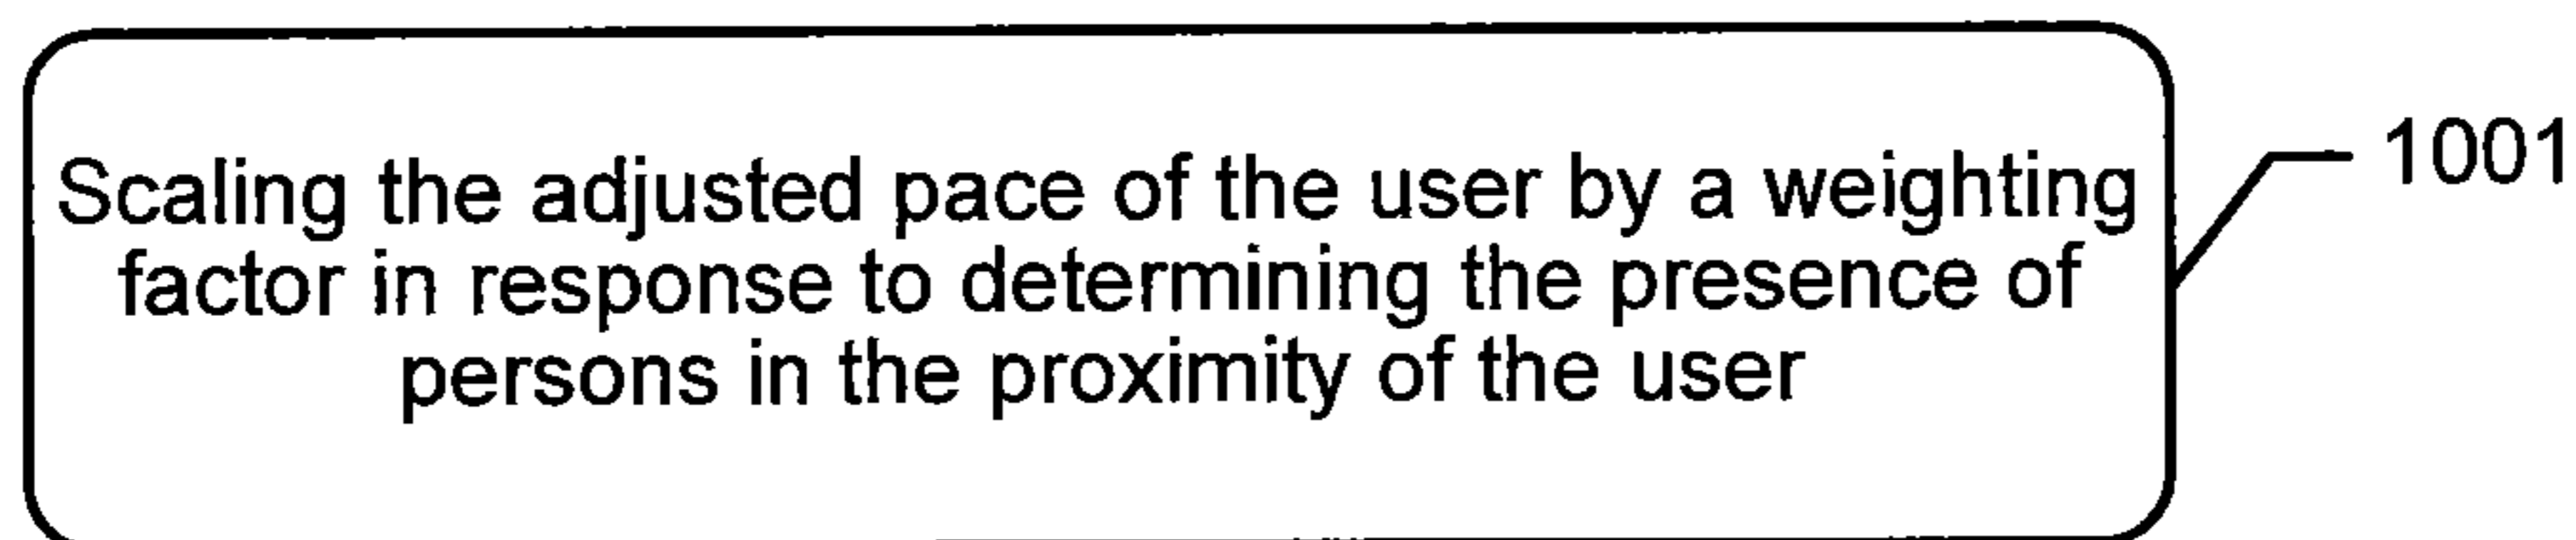 Scaling the adjusted pace of the user by a weighting
factor in response to determining the presence of
persons in the proximity of the user
1001